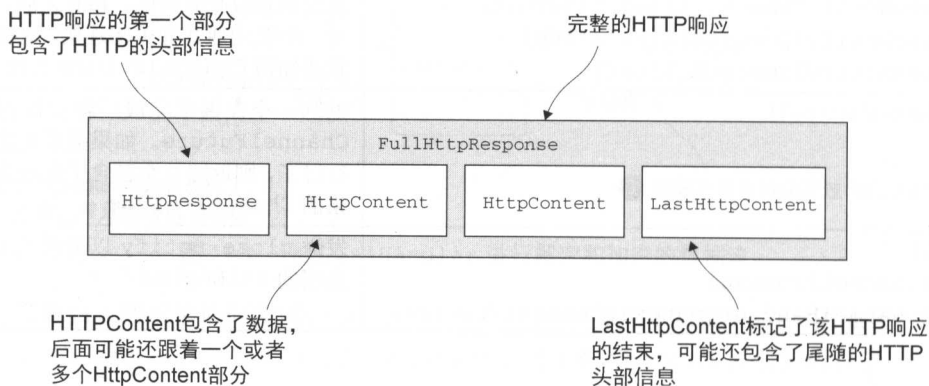 HTTP响应的第一个部分
包含了HTTP的头部信息
完整的HTTP响应
FullHttpResponse
HttpResponse
HttpContent
HttpContent
LastHttpContent
HTTPContent包含了数据,
后面可能还跟着一个或者
多个HttpContent部分
LastHttpContent标记了该HTTP响应
的结束，可能还包含了尾随的HTTP
头部信息